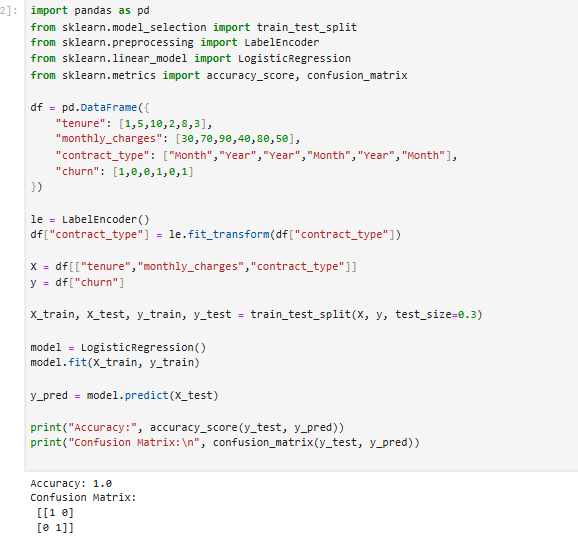 2]:
import pandas as pd
from sklearn.model_selection import train_test_split
from sklearn.preprocessing import LabelEncoder
from sklearn.linear_model import LogisticRegression
from sklearn.metrics import accuracy_score, confusion_matrix

df = pd.DataFrame({
    "tenure": [1,5,10,2,8,3],
    "monthly_charges": [30,70,90,40,80,50],
    "contract_type": ["Month","Year","Year","Month","Year","Month"],
    "churn": [1,0,0,1,0,1]
})

le = LabelEncoder()
df["contract_type"] = le.fit_transform(df["contract_type"])

X = df[["tenure","monthly_charges","contract_type"]]
y = df["churn"]

X_train, X_test, y_train, y_test = train_test_split(X, y, test_size=0.3)

model = LogisticRegression()
model.fit(X_train, y_train)

y_pred = model.predict(X_test)

print("Accuracy:", accuracy_score(y_test, y_pred))
print("Confusion Matrix:\n", confusion_matrix(y_test, y_pred))

Accuracy: 1.0
Confusion Matrix:
 [[1 0]
 [0 1]]